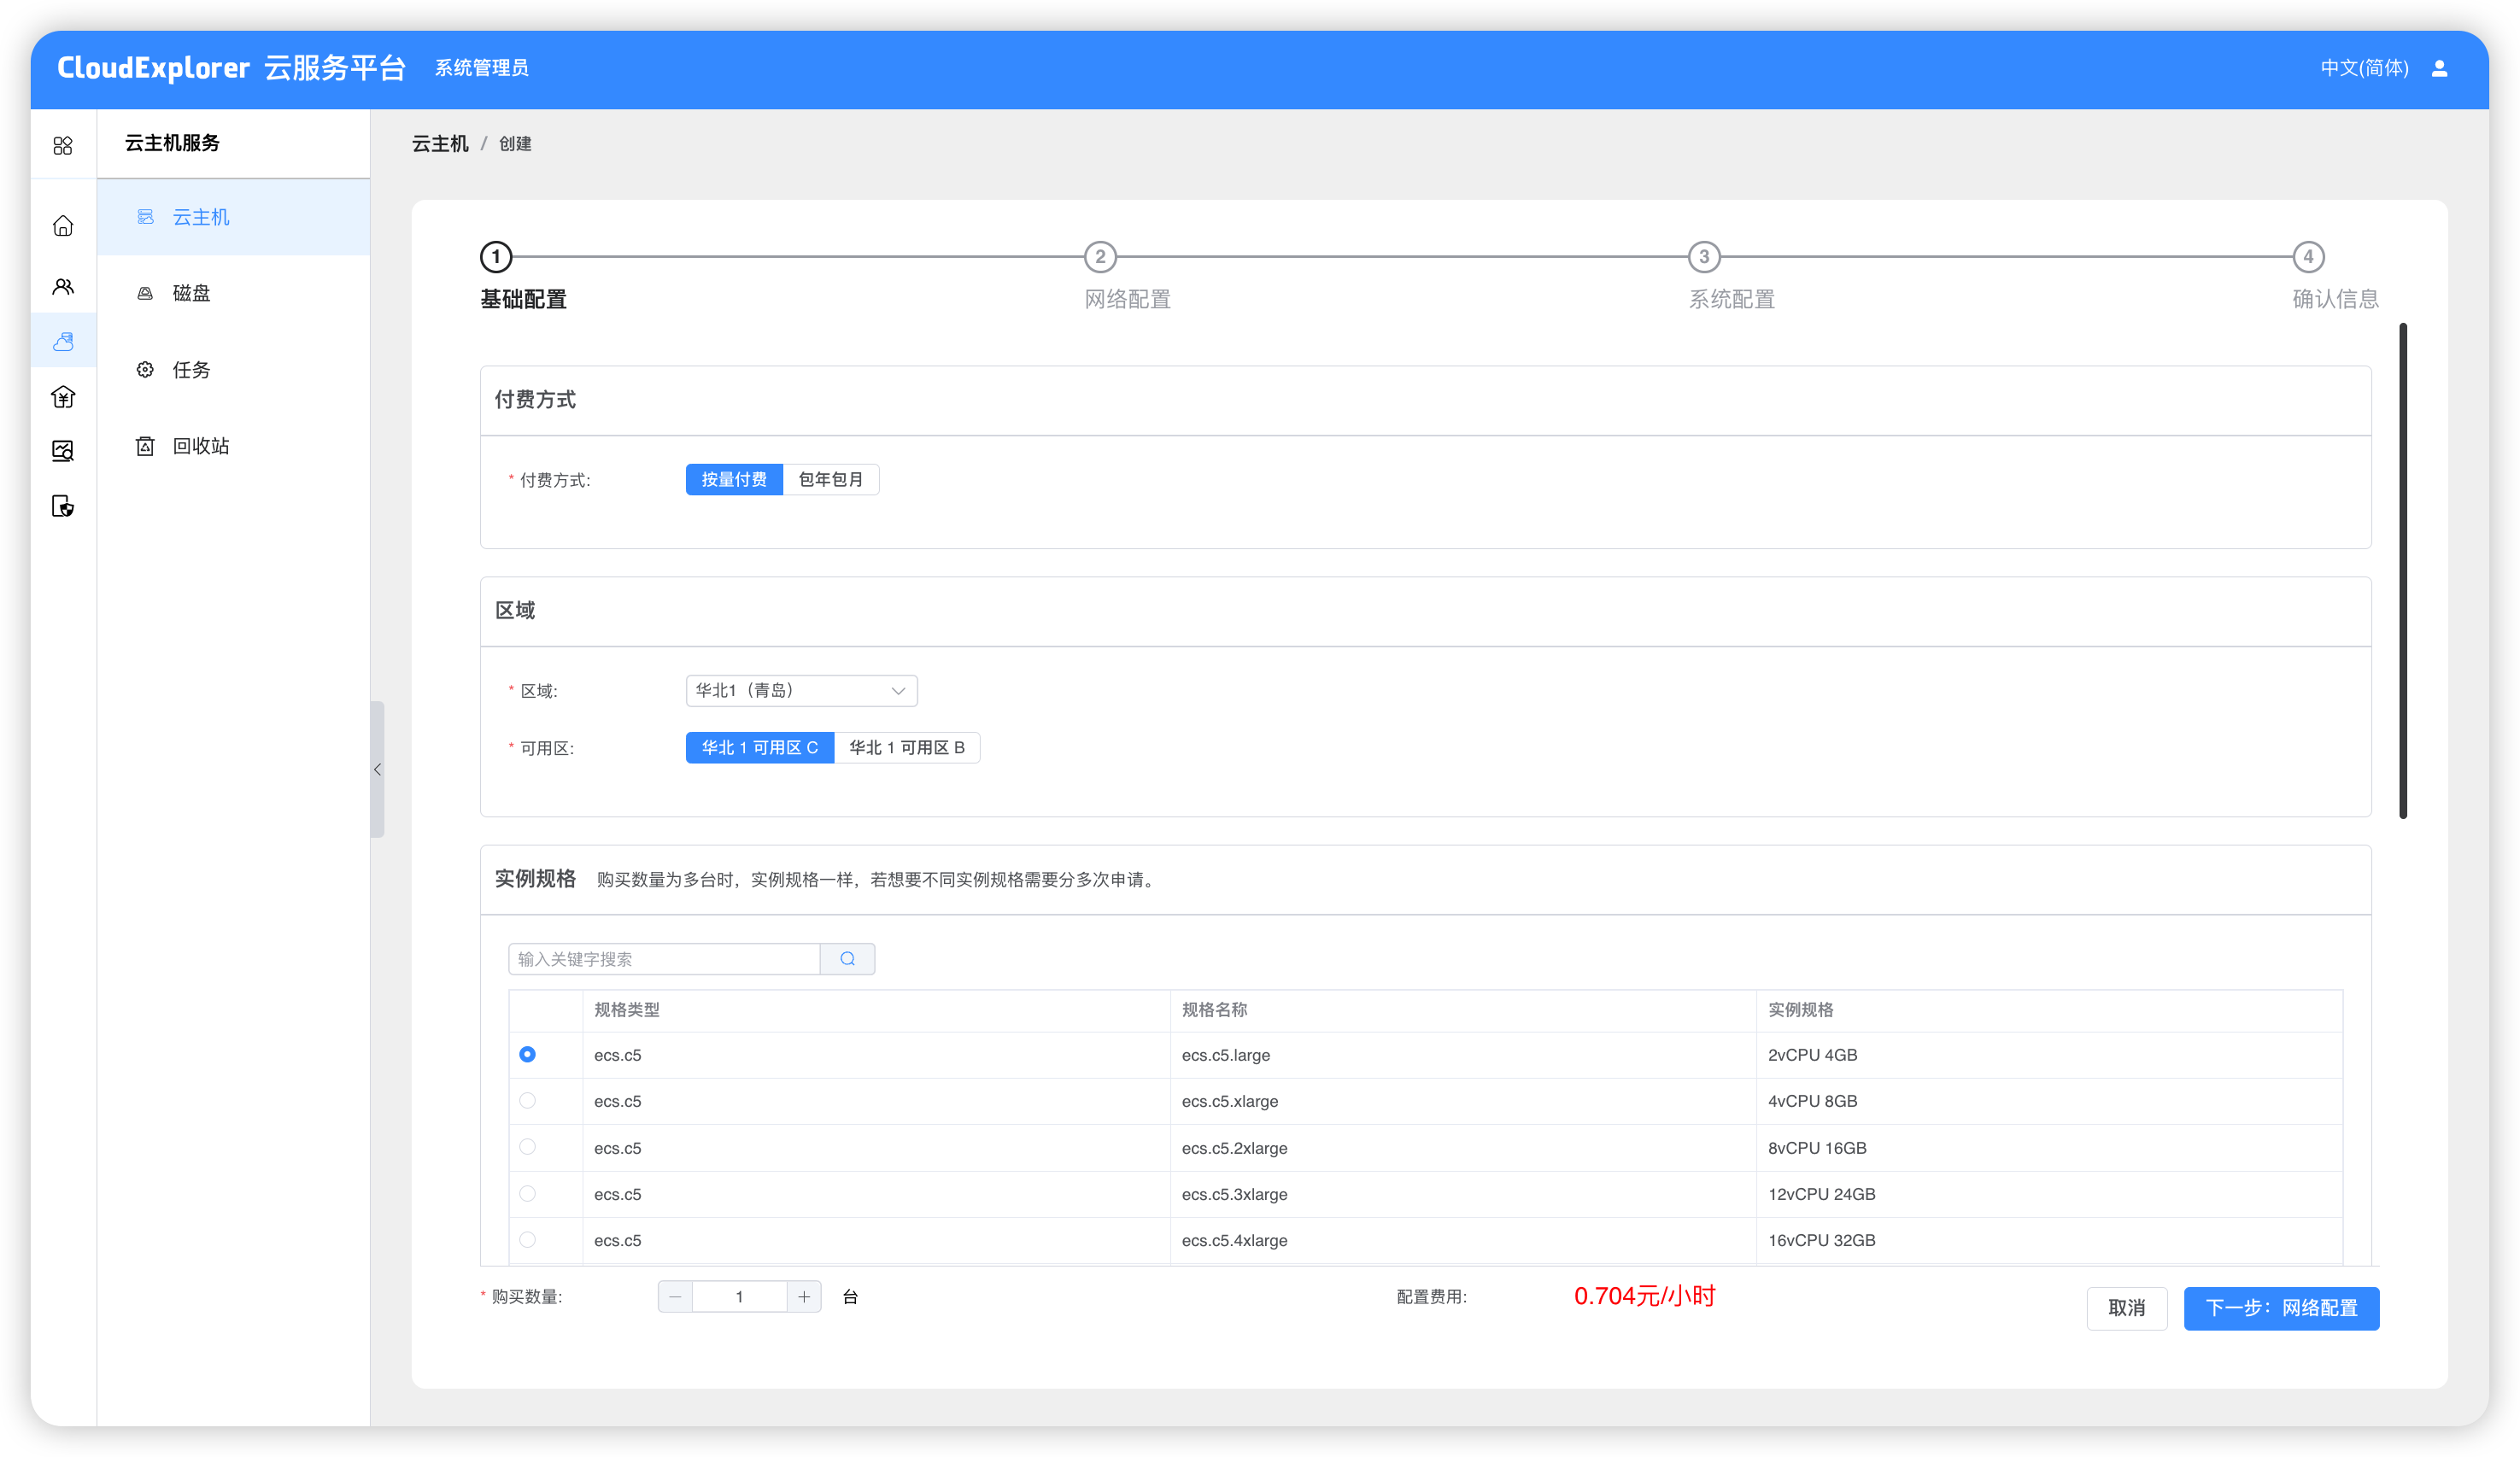 CloudExplorer 云服务平台 系统管理员 中文(简体)
云主机服务
云主机
磁盘
任务
回收站
云主机 / 创建
1 2 3 4
基础配置 网络配置 系统配置 确认信息
付费方式
* 付费方式: 按量付费 包年包月
区域
* 区域: 华北1（青岛）
* 可用区: 华北 1 可用区 C 华北 1 可用区 B
实例规格 购买数量为多台时，实例规格一样，若想要不同实例规格需要分多次申请。
输入关键字搜索
规格类型 规格名称 实例规格
ecs.c5 ecs.c5.large 2vCPU 4GB
ecs.c5 ecs.c5.xlarge 4vCPU 8GB
ecs.c5 ecs.c5.2xlarge 8vCPU 16GB
ecs.c5 ecs.c5.3xlarge 12vCPU 24GB
ecs.c5 ecs.c5.4xlarge 16vCPU 32GB
* 购买数量: 1 台 配置费用: 0.704元/小时 取消 下一步：网络配置